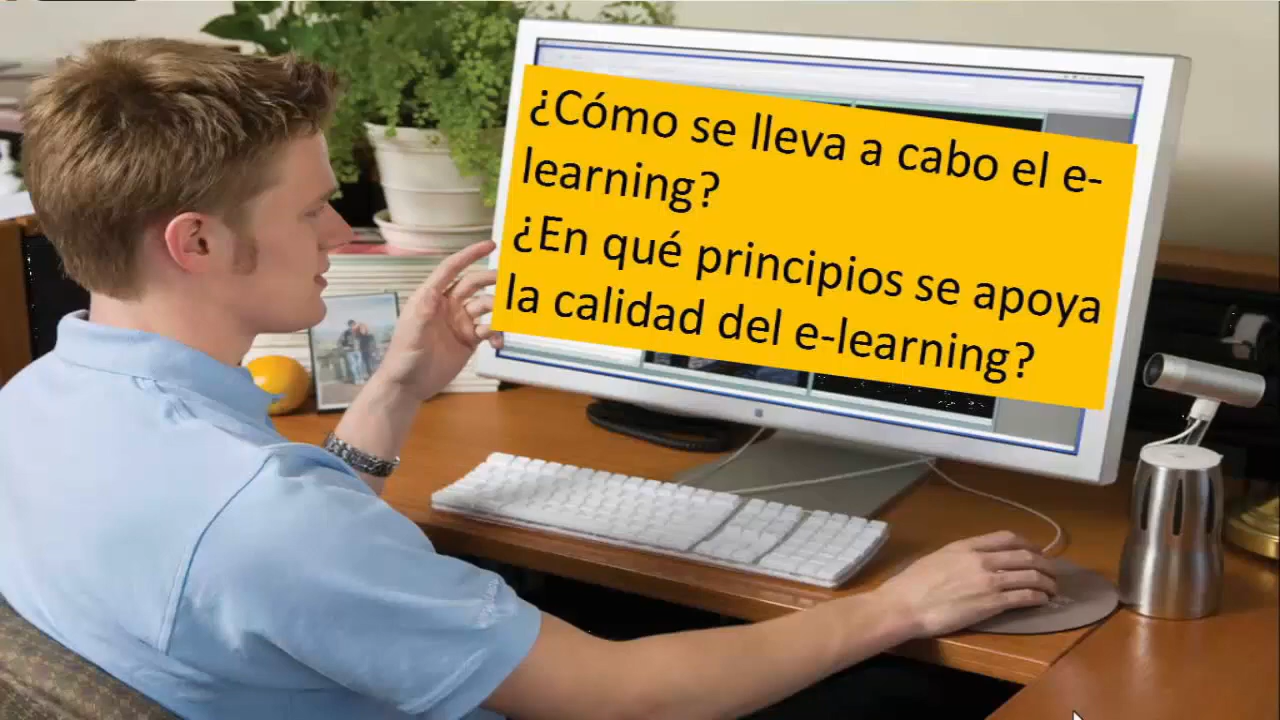 ¿Cómo se lleva a cabo el e-
learning?
¿En qué principios se apoya
la calidad del e-learning?